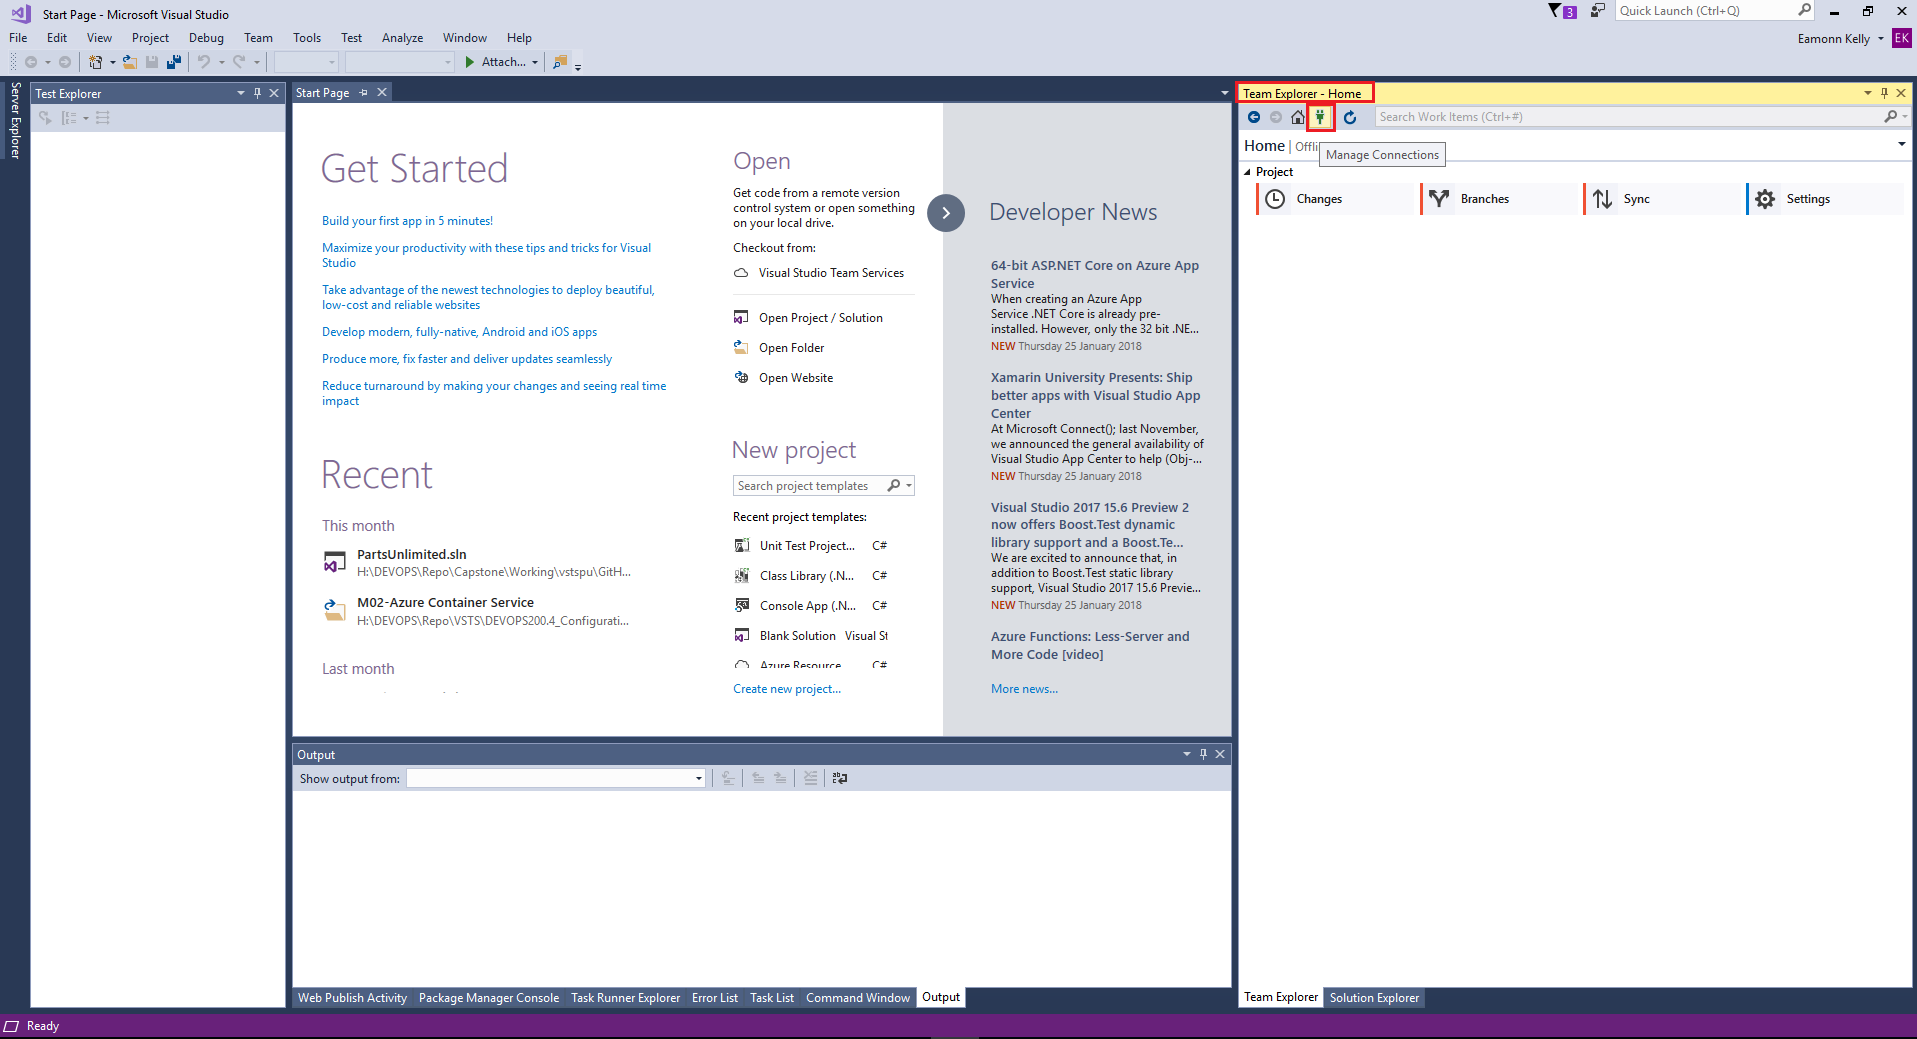 Start Page - Microsoft Visual Studio
3
Quick Launch (Ctrl+Q)
File Edit View Project Debug Team Tools Test Analyze Window Help
Eamonn Kelly EK
Attach...
Server Explorer
Test Explorer
Start Page
Get Started
Build your first app in 5 minutes!
Maximize your productivity with these tips and tricks for Visual
Studio
Take advantage of the newest technologies to deploy beautiful,
low-cost and reliable websites
Develop modern, fully-native, Android and iOS apps
Produce more, fix faster and deliver updates seamlessly
Reduce turnaround by making your changes and seeing real time
impact
Recent
This month
PartsUnlimited.sln
H:\DEVOPS\Repo\Capstone\Working\vstspu\GitH...
M02-Azure Container Service
H:\DEVOPS\Repo\VSTS\DEVOPS200.4_Configurati...
Last month
Open
Get code from a remote version
control system or open something
on your local drive.
Checkout from:
Visual Studio Team Services
Open Project / Solution
Open Folder
Open Website
New project
Search project templates
Recent project templates:
Unit Test Project... C#
Class Library (.N... C#
Console App (.N... C#
Blank Solution Visual St
Azure Resource C#
Create new project...
Developer News
64-bit ASP.NET Core on Azure App
Service
When creating an Azure App
Service .NET Core is already pre-
installed. However, only the 32 bit .NE...
NEW Thursday 25 January 2018
Xamarin University Presents: Ship
better apps with Visual Studio App
Center
At Microsoft Connect(); last November,
we announced the general availability of
Visual Studio App Center to help (Obj-...
NEW Thursday 25 January 2018
Visual Studio 2017 15.6 Preview 2
now offers Boost.Test dynamic
library support and a Boost.Te...
We are excited to announce that, in
addition to Boost.Test static library
support, Visual Studio 2017 15.6 Previe...
NEW Thursday 25 January 2018
Azure Functions: Less-Server and
More Code [video]
More news...
Output
Show output from:
Web Publish Activity Package Manager Console Task Runner Explorer Error List Task List Command Window Output
Team Explorer - Home
Search Work Items (Ctrl+#)
Home | Offli
Manage Connections
Project
Changes Branches Sync Settings
Team Explorer Solution Explorer
Ready